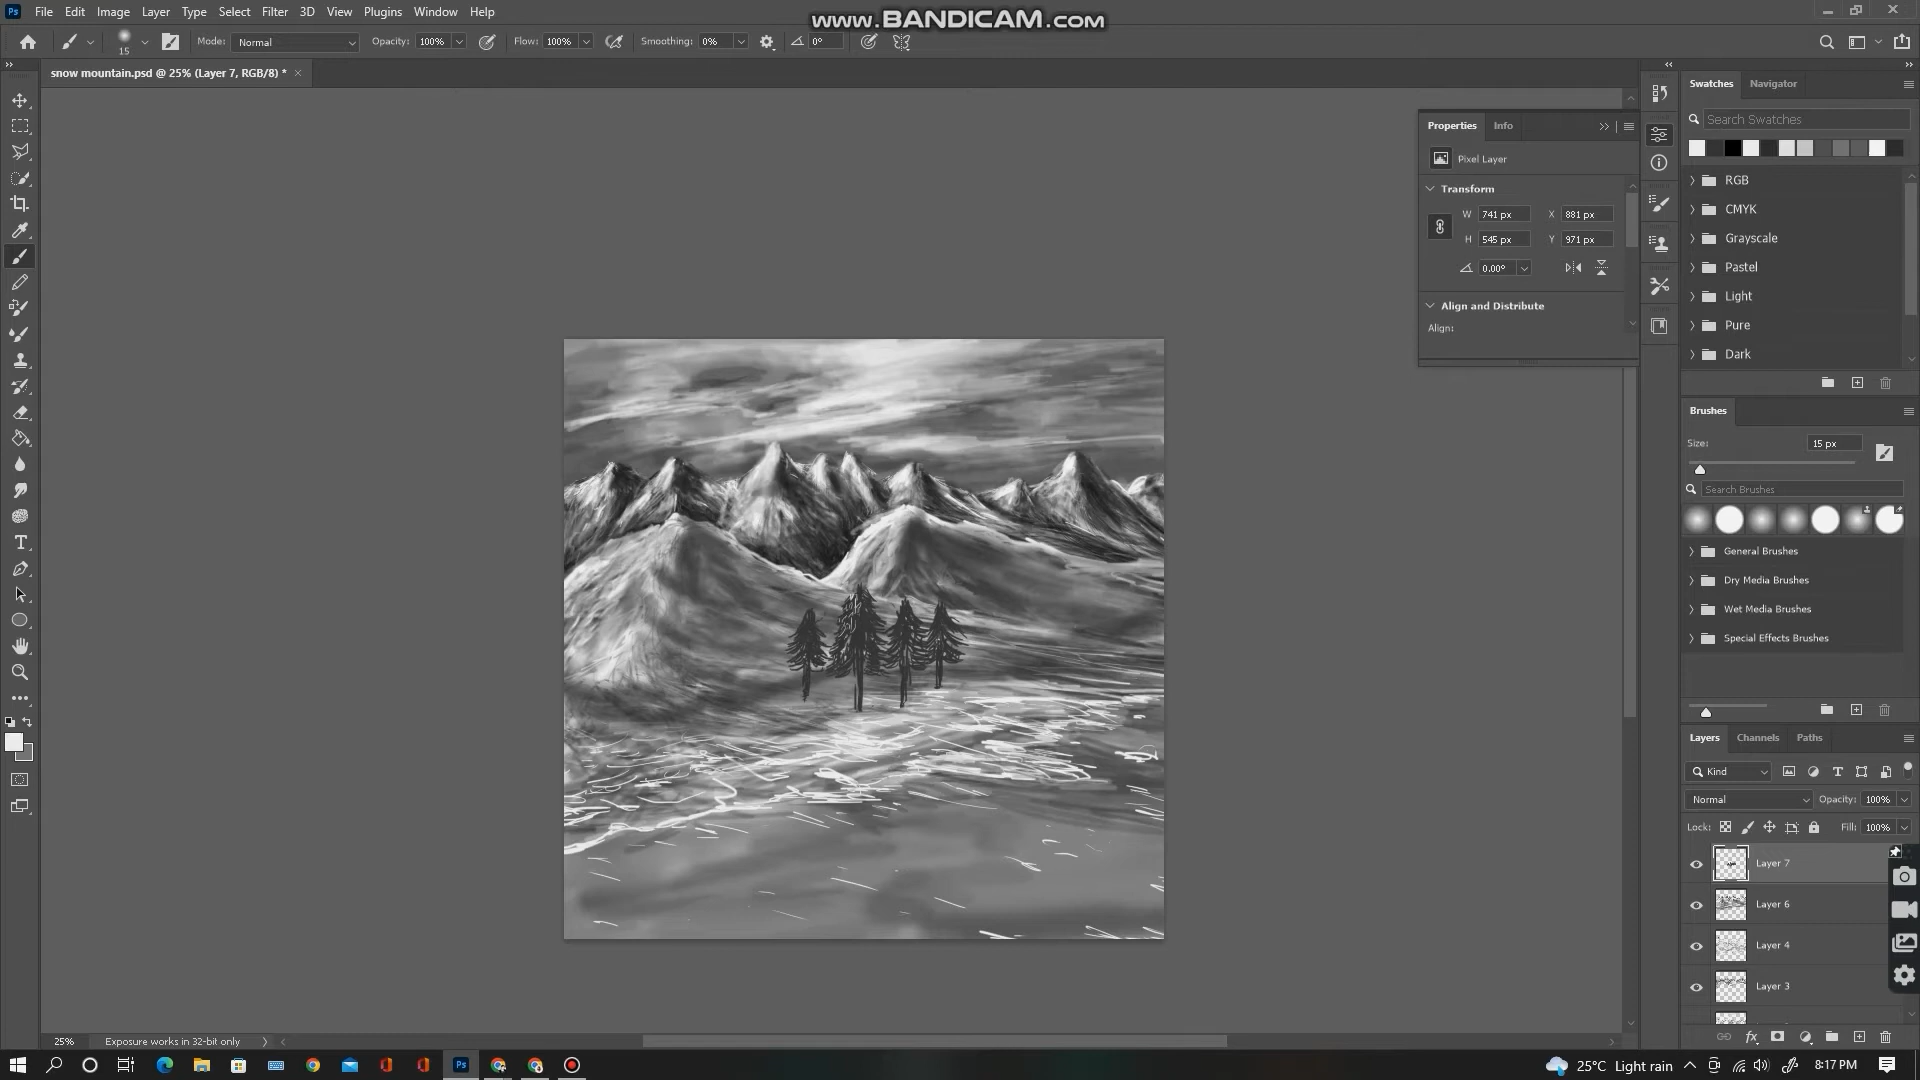 www.BANDICAM.com
Ps File Edit Image Layer Type Select Filter 3D View Plugins Window Help
15 Mode: Normal Opacity: 100% Flow: 100% Smoothing: 0% 0°
snow mountain.psd @ 25% (Layer 7, RGB/8) *
Properties Info
Pixel Layer
Transform
W 741 px X 881 px
H 545 px Y 971 px
0.00°
Align and Distribute
Align:
Swatches Navigator
Search Swatches
RGB
CMYK
Grayscale
Pastel
Light
Pure
Dark
Brushes
Size: 15 px
Search Brushes
General Brushes
Dry Media Brushes
Wet Media Brushes
Special Effects Brushes
Layers Channels Paths
Kind
Normal Opacity: 100%
Lock: Fill: 100%
Layer 7
Layer 6
Layer 4
Layer 3
25% Exposure works in 32-bit only
Ps 25°C Light rain 8:17 PM